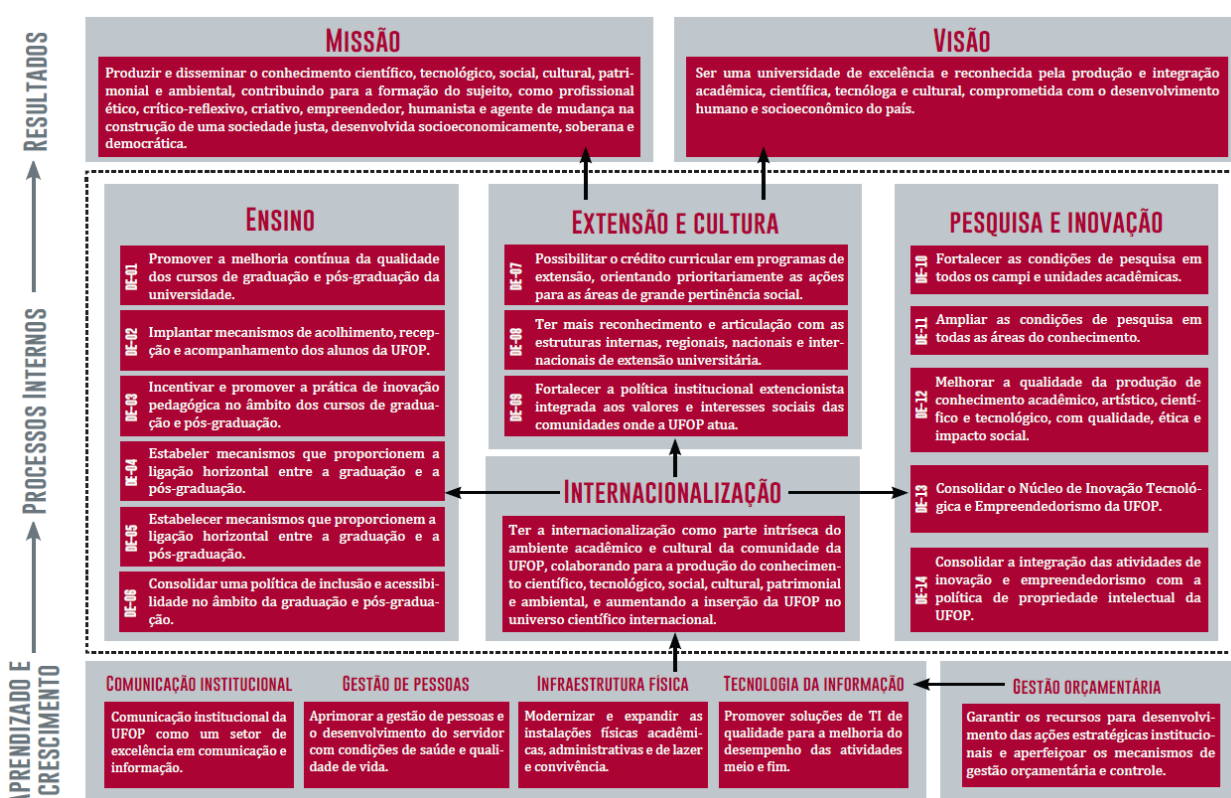 RESULTADOS
MISSÃO
Produzir e disseminar o conhecimento científico, tecnológico, social, cultural, patri-
monial e ambiental, contribuindo para a formação do sujeito, como profissional
ético, crítico-reflexivo, criativo, empreendedor, humanista e agente de mudança na
construção de uma sociedade justa, desenvolvida socioeconomicamente, soberana e
democrática.
VISÃO
Ser uma universidade de excelência e reconhecida pela produção e integração
acadêmica, científica, tecnóloga e cultural, comprometida com o desenvolvimento
humano e socioeconômico do país.
PROCESSOS INTERNOS
ENSINO
DE-01
Promover a melhoria contínua da qualidade
dos cursos de graduação e pós-graduação da
universidade.
DE-02
Implantar mecanismos de acolhimento, recep-
ção e acompanhamento dos alunos da UFOP.
DE-03
Incentivar e promover a prática de inovação
pedagógica no âmbito dos cursos de gradua-
ção e pós-graduação.
DE-04
Estabeler mecanismos que proporcionem a
ligação horizontal entre a graduação e a
pós-graduação.
DE-05
Estabelecer mecanismos que proporcionem a
ligação horizontal entre a graduação e a
pós-graduação.
DE-06
Consolidar uma política de inclusão e acessibi-
lidade no âmbito da graduação e pós-gradua-
ção.
EXTENSÃO E CULTURA
DE-07
Possibilitar o crédito curricular em programas de
extensão, orientando prioritariamente as ações
para as áreas de grande pertinência social.
DE-08
Ter mais reconhecimento e articulação com as
estruturas internas, regionais, nacionais e inter-
nacionais de extensão universitária.
DE-09
Fortalecer a política institucional extencionista
integrada aos valores e interesses sociais das
comunidades onde a UFOP atua.
INTERNACIONALIZAÇÃO
Ter a internacionalização como parte intríseca do
ambiente acadêmico e cultural da comunidade da
UFOP, colaborando para a produção do conhecimen-
to científico, tecnológico, social, cultural, patrimonial
e ambiental, e aumentando a inserção da UFOP no
universo científico internacional.
PESQUISA E INOVAÇÃO
DE-10
Fortalecer as condições de pesquisa em
todos os campi e unidades acadêmicas.
DE-11
Ampliar as condições de pesquisa em
todas as áreas do conhecimento.
DE-12
Melhorar a qualidade da produção de
conhecimento acadêmico, artístico, cientí-
fico e tecnológico, com qualidade, ética e
impacto social.
DE-13
Consolidar o Núcleo de Inovação Tecnoló-
gica e Empreendedorismo da UFOP.
DE-14
Consolidar a integração das atividades de
inovação e empreendedorismo com a
política de propriedade intelectual da
UFOP.
APRENDIZADO E
CRESCIMENTO
COMUNICAÇÃO INSTITUCIONAL
Comunicação institucional da
UFOP como um setor de
excelência em comunicação e
informação.
GESTÃO DE PESSOAS
Aprimorar a gestão de pessoas e
o desenvolvimento do servidor
com condições de saúde e quali-
dade de vida.
INFRAESTRUTURA FÍSICA
Modernizar e expandir as
instalações físicas acadêmi-
cas, administrativas e de lazer
e convivência.
TECNOLOGIA DA INFORMAÇÃO
Promover soluções de TI de
qualidade para a melhoria do
desempenho das atividades
meio e fim.
GESTÃO ORÇAMENTÁRIA
Garantir os recursos para desenvolvi-
mento das ações estratégicas institucio-
nais e aperfeiçoar os mecanismos de
gestão orçamentária e controle.